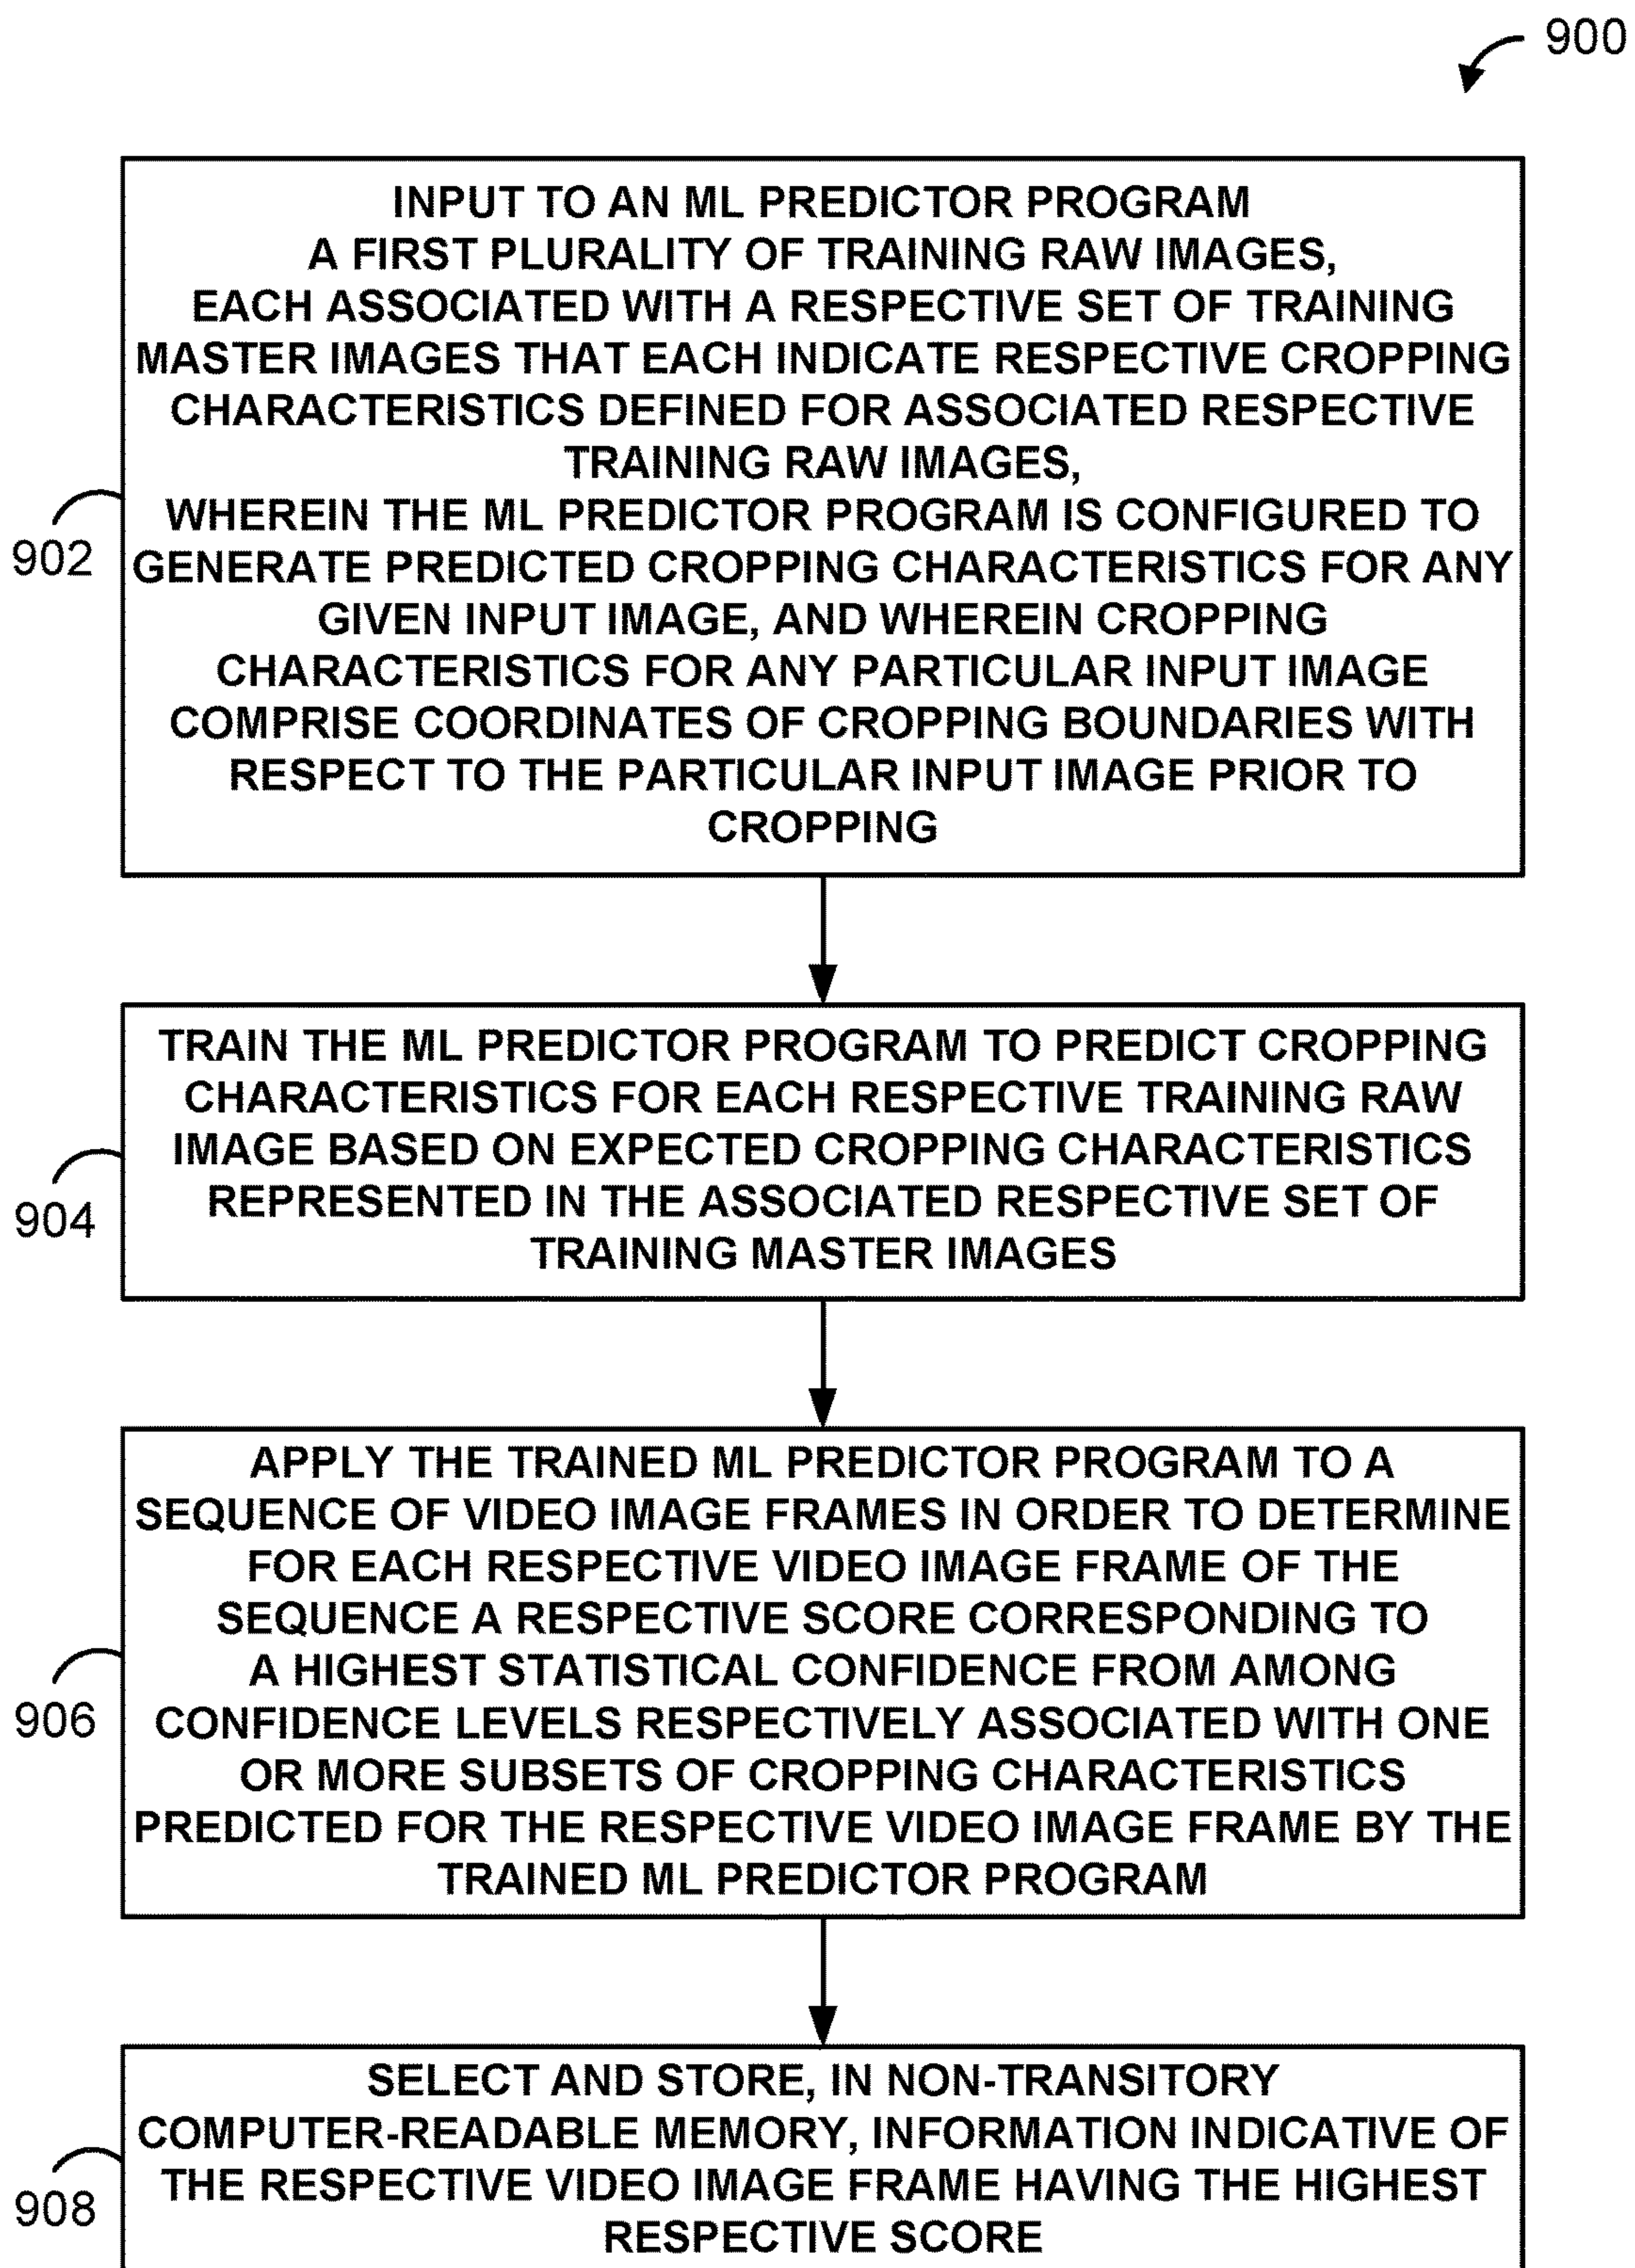 900
INPUT TO AN ML PREDICTOR PROGRAM
A FIRST PLURALITY OF TRAINING RAW IMAGES,
EACH ASSOCIATED WITH A RESPECTIVE SET OF TRAINING
MASTER IMAGES THAT EACH INDICATE RESPECTIVE CROPPING
CHARACTERISTICS DEFINED FOR ASSOCIATED RESPECTIVE
TRAINING RAW IMAGES,
WHEREIN THE ML PREDICTOR PROGRAM IS CONFIGURED TO
GENERATE PREDICTED CROPPING CHARACTERISTICS FOR ANY
GIVEN INPUT IMAGE, AND WHEREIN CROPPING
CHARACTERISTICS FOR ANY PARTICULAR INPUT IMAGE
COMPRISE COORDINATES OF CROPPING BOUNDARIES WITH
RESPECT TO THE PARTICULAR INPUT IMAGE PRIOR TO
CROPPING
902
TRAIN THE ML PREDICTOR PROGRAM TO PREDICT CROPPING
CHARACTERISTICS FOR EACH RESPECTIVE TRAINING RAW
IMAGE BASED ON EXPECTED CROPPING CHARACTERISTICS
REPRESENTED IN THE ASSOCIATED RESPECTIVE SET OF
TRAINING MASTER IMAGES
904
APPLY THE TRAINED ML PREDICTOR PROGRAM TO A
SEQUENCE OF VIDEO IMAGE FRAMES IN ORDER TO DETERMINE
FOR EACH RESPECTIVE VIDEO IMAGE FRAME OF THE
SEQUENCE A RESPECTIVE SCORE CORRESPONDING TO
A HIGHEST STATISTICAL CONFIDENCE FROM AMONG
CONFIDENCE LEVELS RESPECTIVELY ASSOCIATED WITH ONE
OR MORE SUBSETS OF CROPPING CHARACTERISTICS
PREDICTED FOR THE RESPECTIVE VIDEO IMAGE FRAME BY THE
TRAINED ML PREDICTOR PROGRAM
906
SELECT AND STORE, IN NON-TRANSITORY
COMPUTER-READABLE MEMORY, INFORMATION INDICATIVE OF
THE RESPECTIVE VIDEO IMAGE FRAME HAVING THE HIGHEST
RESPECTIVE SCORE
908